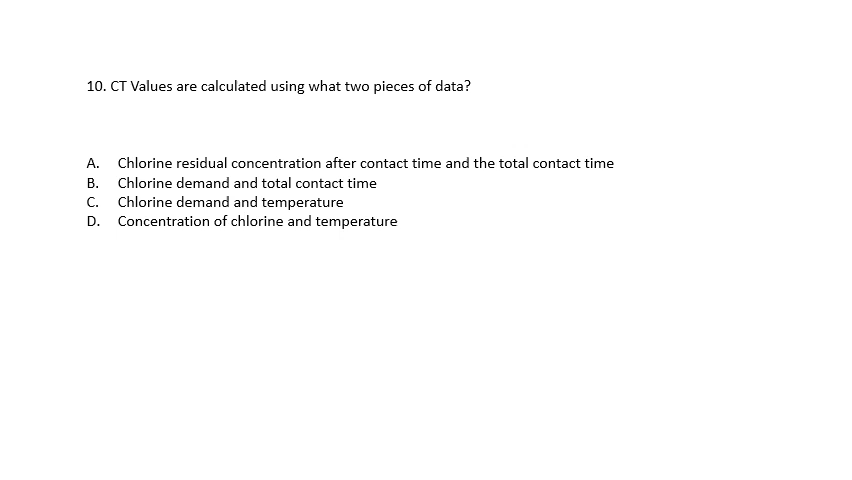 10. CT Values are calculated using what two pieces of data?
A. Chlorine residual concentration after contact time and the total contact time
B. Chlorine demand and total contact time
C. Chlorine demand and temperature
D. Concentration of chlorine and temperature